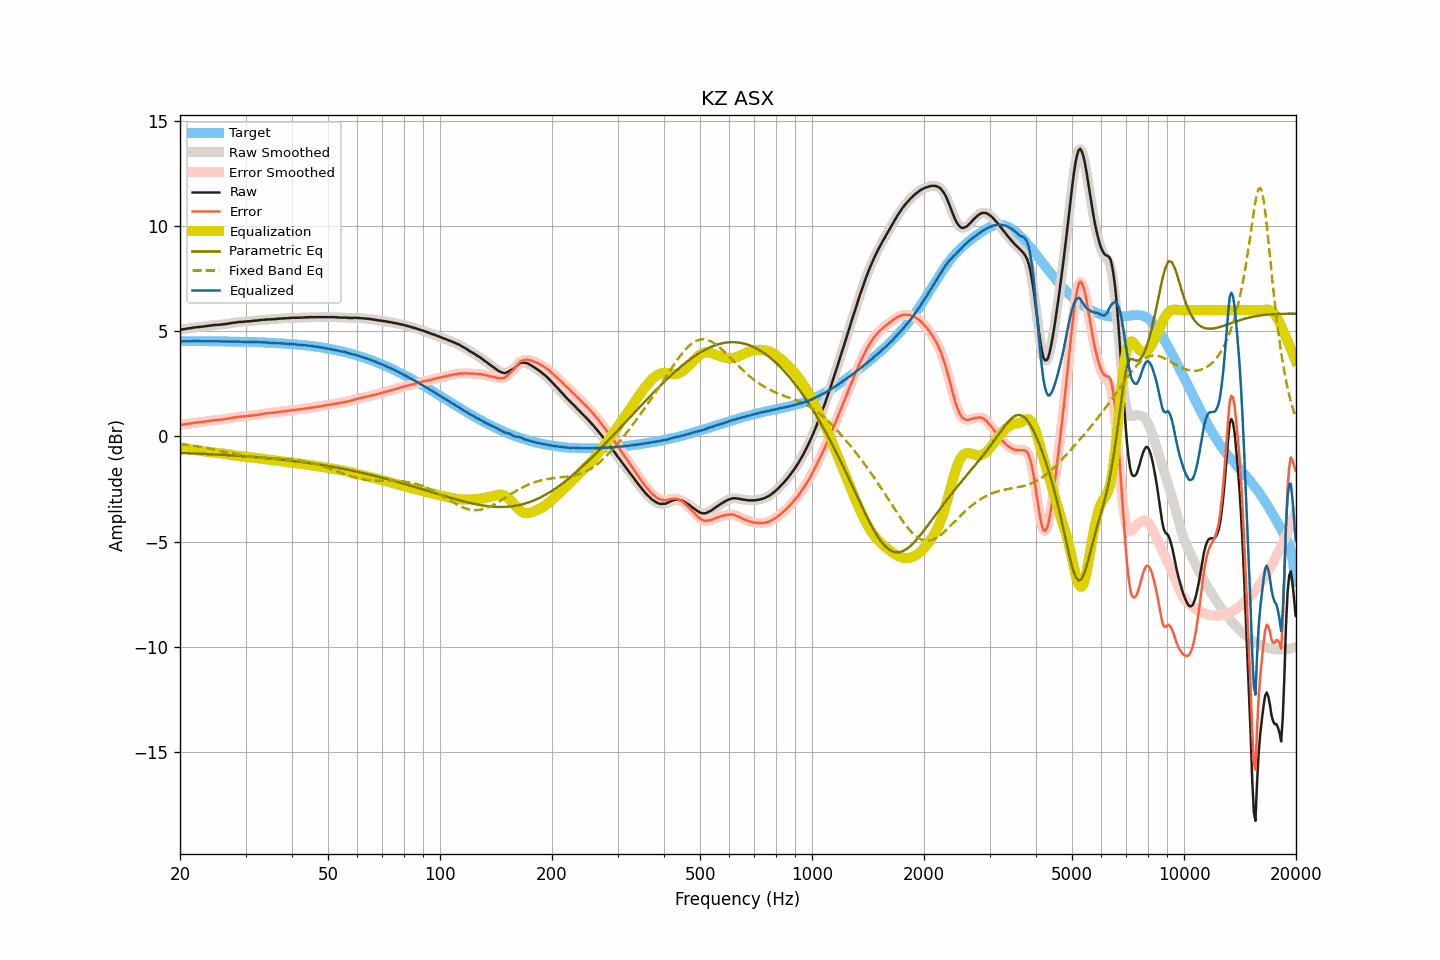 KZ ASX
15
10
5
0
−5
−10
−15
Amplitude (dBr)
Target
Raw Smoothed
Error Smoothed
Raw
Error
Equalization
Parametric Eq
Fixed Band Eq
Equalized
20 50 100 200 500 1000 2000 5000 10000 20000
Frequency (Hz)